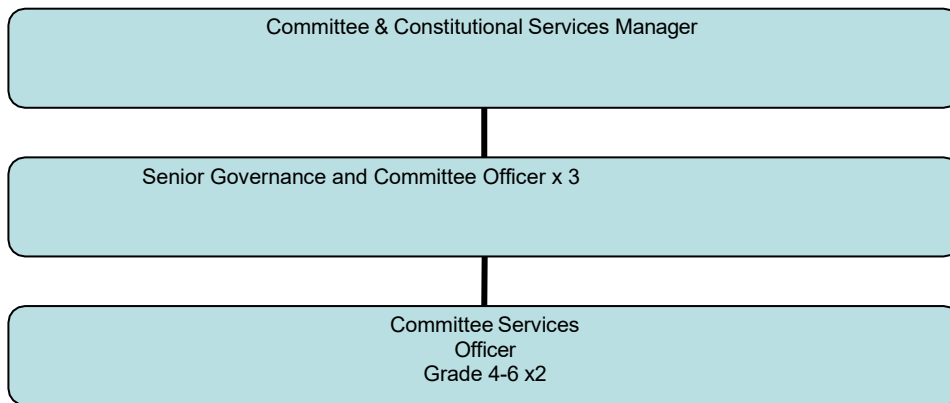 Committee & Constitutional Services Manager
Senior Governance and Committee Officer x 3
Committee Services
Officer
Grade 4-6 x2